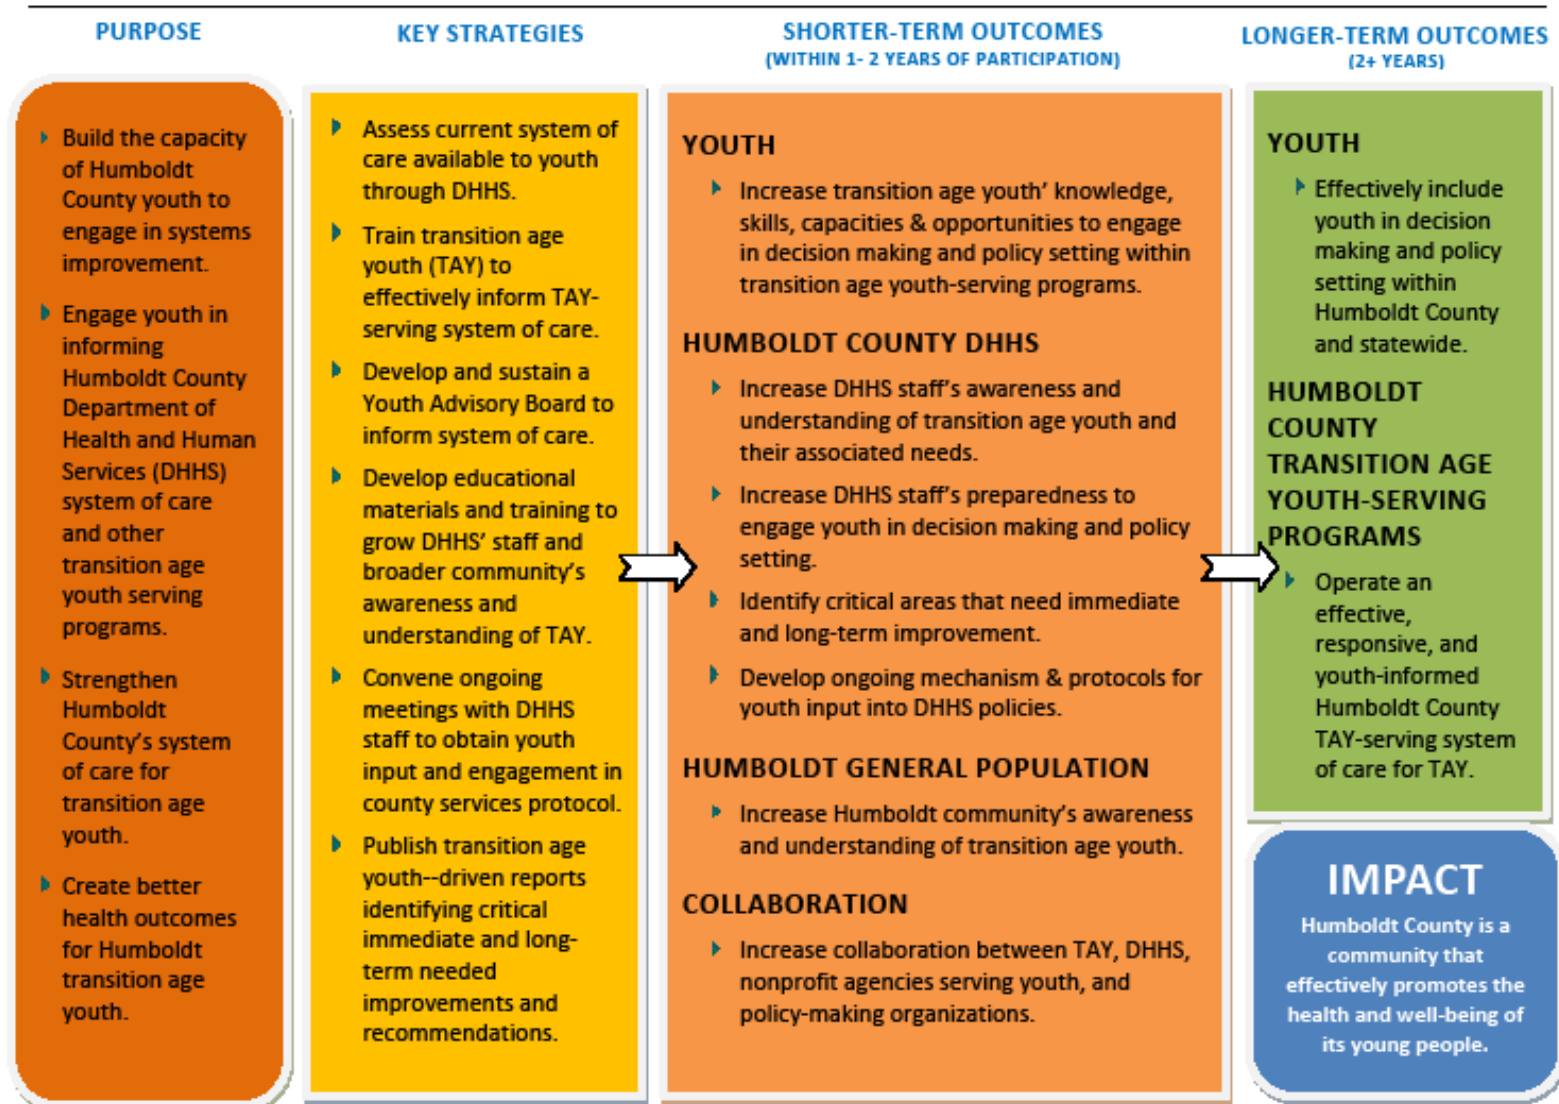 PURPOSE
Build the capacity
of Humboldt
County youth to
engage in systems
improvement.
Engage youth in
informing
Humboldt County
Department of
Health and Human
Services (DHHS)
system of care
and other
transition age
youth serving
programs.
Strengthen
Humboldt
County's system
of care for
transition age
youth.
Create better
health outcomes
for Humboldt
transition age
youth.
KEY STRATEGIES
Assess current system of
care available to youth
through DHHS.
Train transition age
youth (TAY) to
effectively inform TAY-
serving system of care.
Develop and sustain a
Youth Advisory Board to
inform system of care.
Develop educational
materials and training to
grow DHHS' staff and
broader community's
awareness and
understanding of TAY.
Convene ongoing
meetings with DHHS
staff to obtain youth
input and engagement in
county services protocol.
Publish transition age
youth--driven reports
identifying critical
immediate and long-
term needed
improvements and
recommendations.
SHORTER-TERM OUTCOMES
(WITHIN 1- 2 YEARS OF PARTICIPATION)
YOUTH
Increase transition age youth' knowledge,
skills, capacities & opportunities to engage
in decision making and policy setting within
transition age youth-serving programs.
HUMBOLDT COUNTY DHHS
Increase DHHS staff's awareness and
understanding of transition age youth and
their associated needs.
Increase DHHS staff's preparedness to
engage youth in decision making and policy
setting.
Identify critical areas that need immediate
and long-term improvement.
Develop ongoing mechanism & protocols for
youth input into DHHS policies.
HUMBOLDT GENERAL POPULATION
Increase Humboldt community's awareness
and understanding of transition age youth.
COLLABORATION
Increase collaboration between TAY, DHHS,
nonprofit agencies serving youth, and
policy-making organizations.
LONGER-TERM OUTCOMES
(2+ YEARS)
YOUTH
Effectively include
youth in decision
making and policy
setting within
Humboldt County
and statewide.
HUMBOLDT
COUNTY
TRANSITION AGE
YOUTH-SERVING
PROGRAMS
Operate an
effective,
responsive, and
youth-informed
Humboldt County
TAY-serving system
of care for TAY.
IMPACT
Humboldt County is a
community that
effectively promotes the
health and well-being of
its young people.